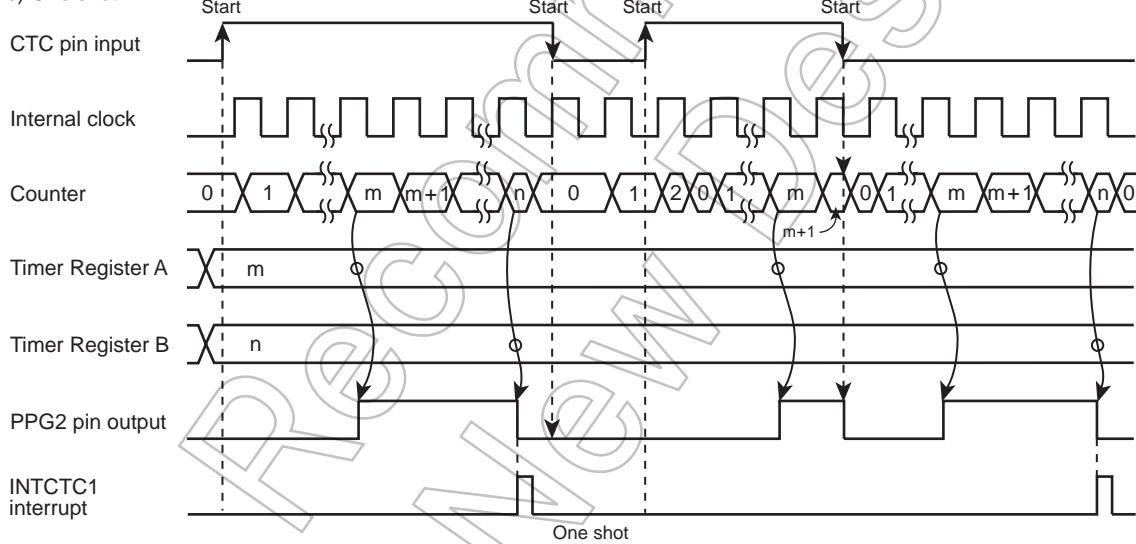 Start Start Start Start
CTC pin input
Internal clock
Counter 0 1 m m+1 n 0 1 2 0 1 m 0 1 m m+1 n 0
m+1
Timer Register A m
Timer Register B n
PPG2 pin output
INTCTC1
interrupt
One shot